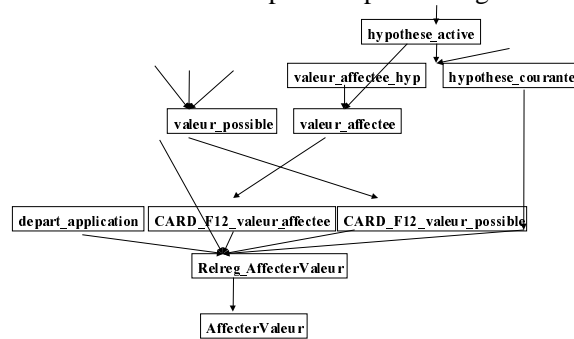 hypothese_active
valeur_affectee_hyp
hypothese_courante
valeur_possible
valeur_affectee
depart_application
CARD_F12_valeur_affectee
CARD_F12_valeur_possible
Relreg_AffecterValeur
AffecterValeur